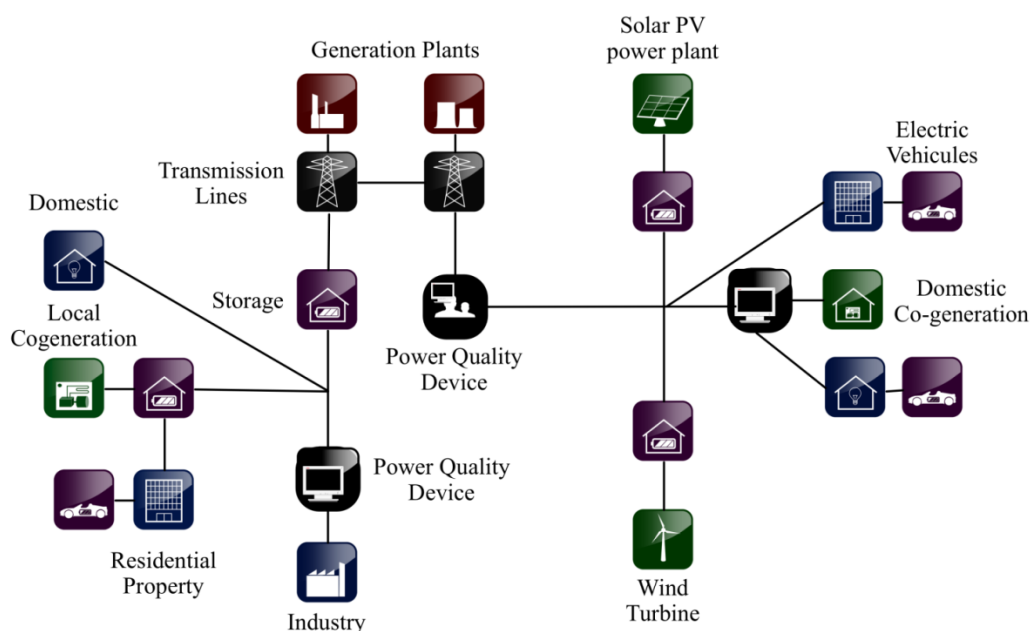 Generation Plants
Solar PV
power plant
Transmission
Lines
Electric
Vehicules
Domestic
Storage
Domestic
Co-generation
Local
Cogeneration
Power Quality
Device
Power Quality
Device
Residential
Property
Industry
Wind
Turbine